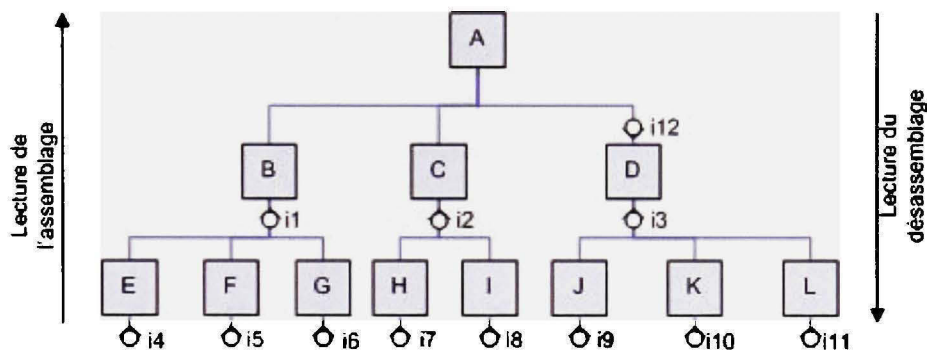 Lecture de
l'assemblage
A
i12
B
C
D
i1
i2
i3
E
F
G
H
I
J
K
L
i4
i5
i6
i7
i8
i9
i10
i11
Lecture du
désassemblage